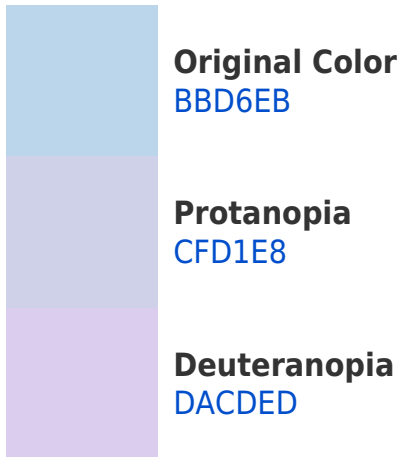 Original Color
BBD6EB
Protanopia
CFD1E8
Deuteranopia
DACDED